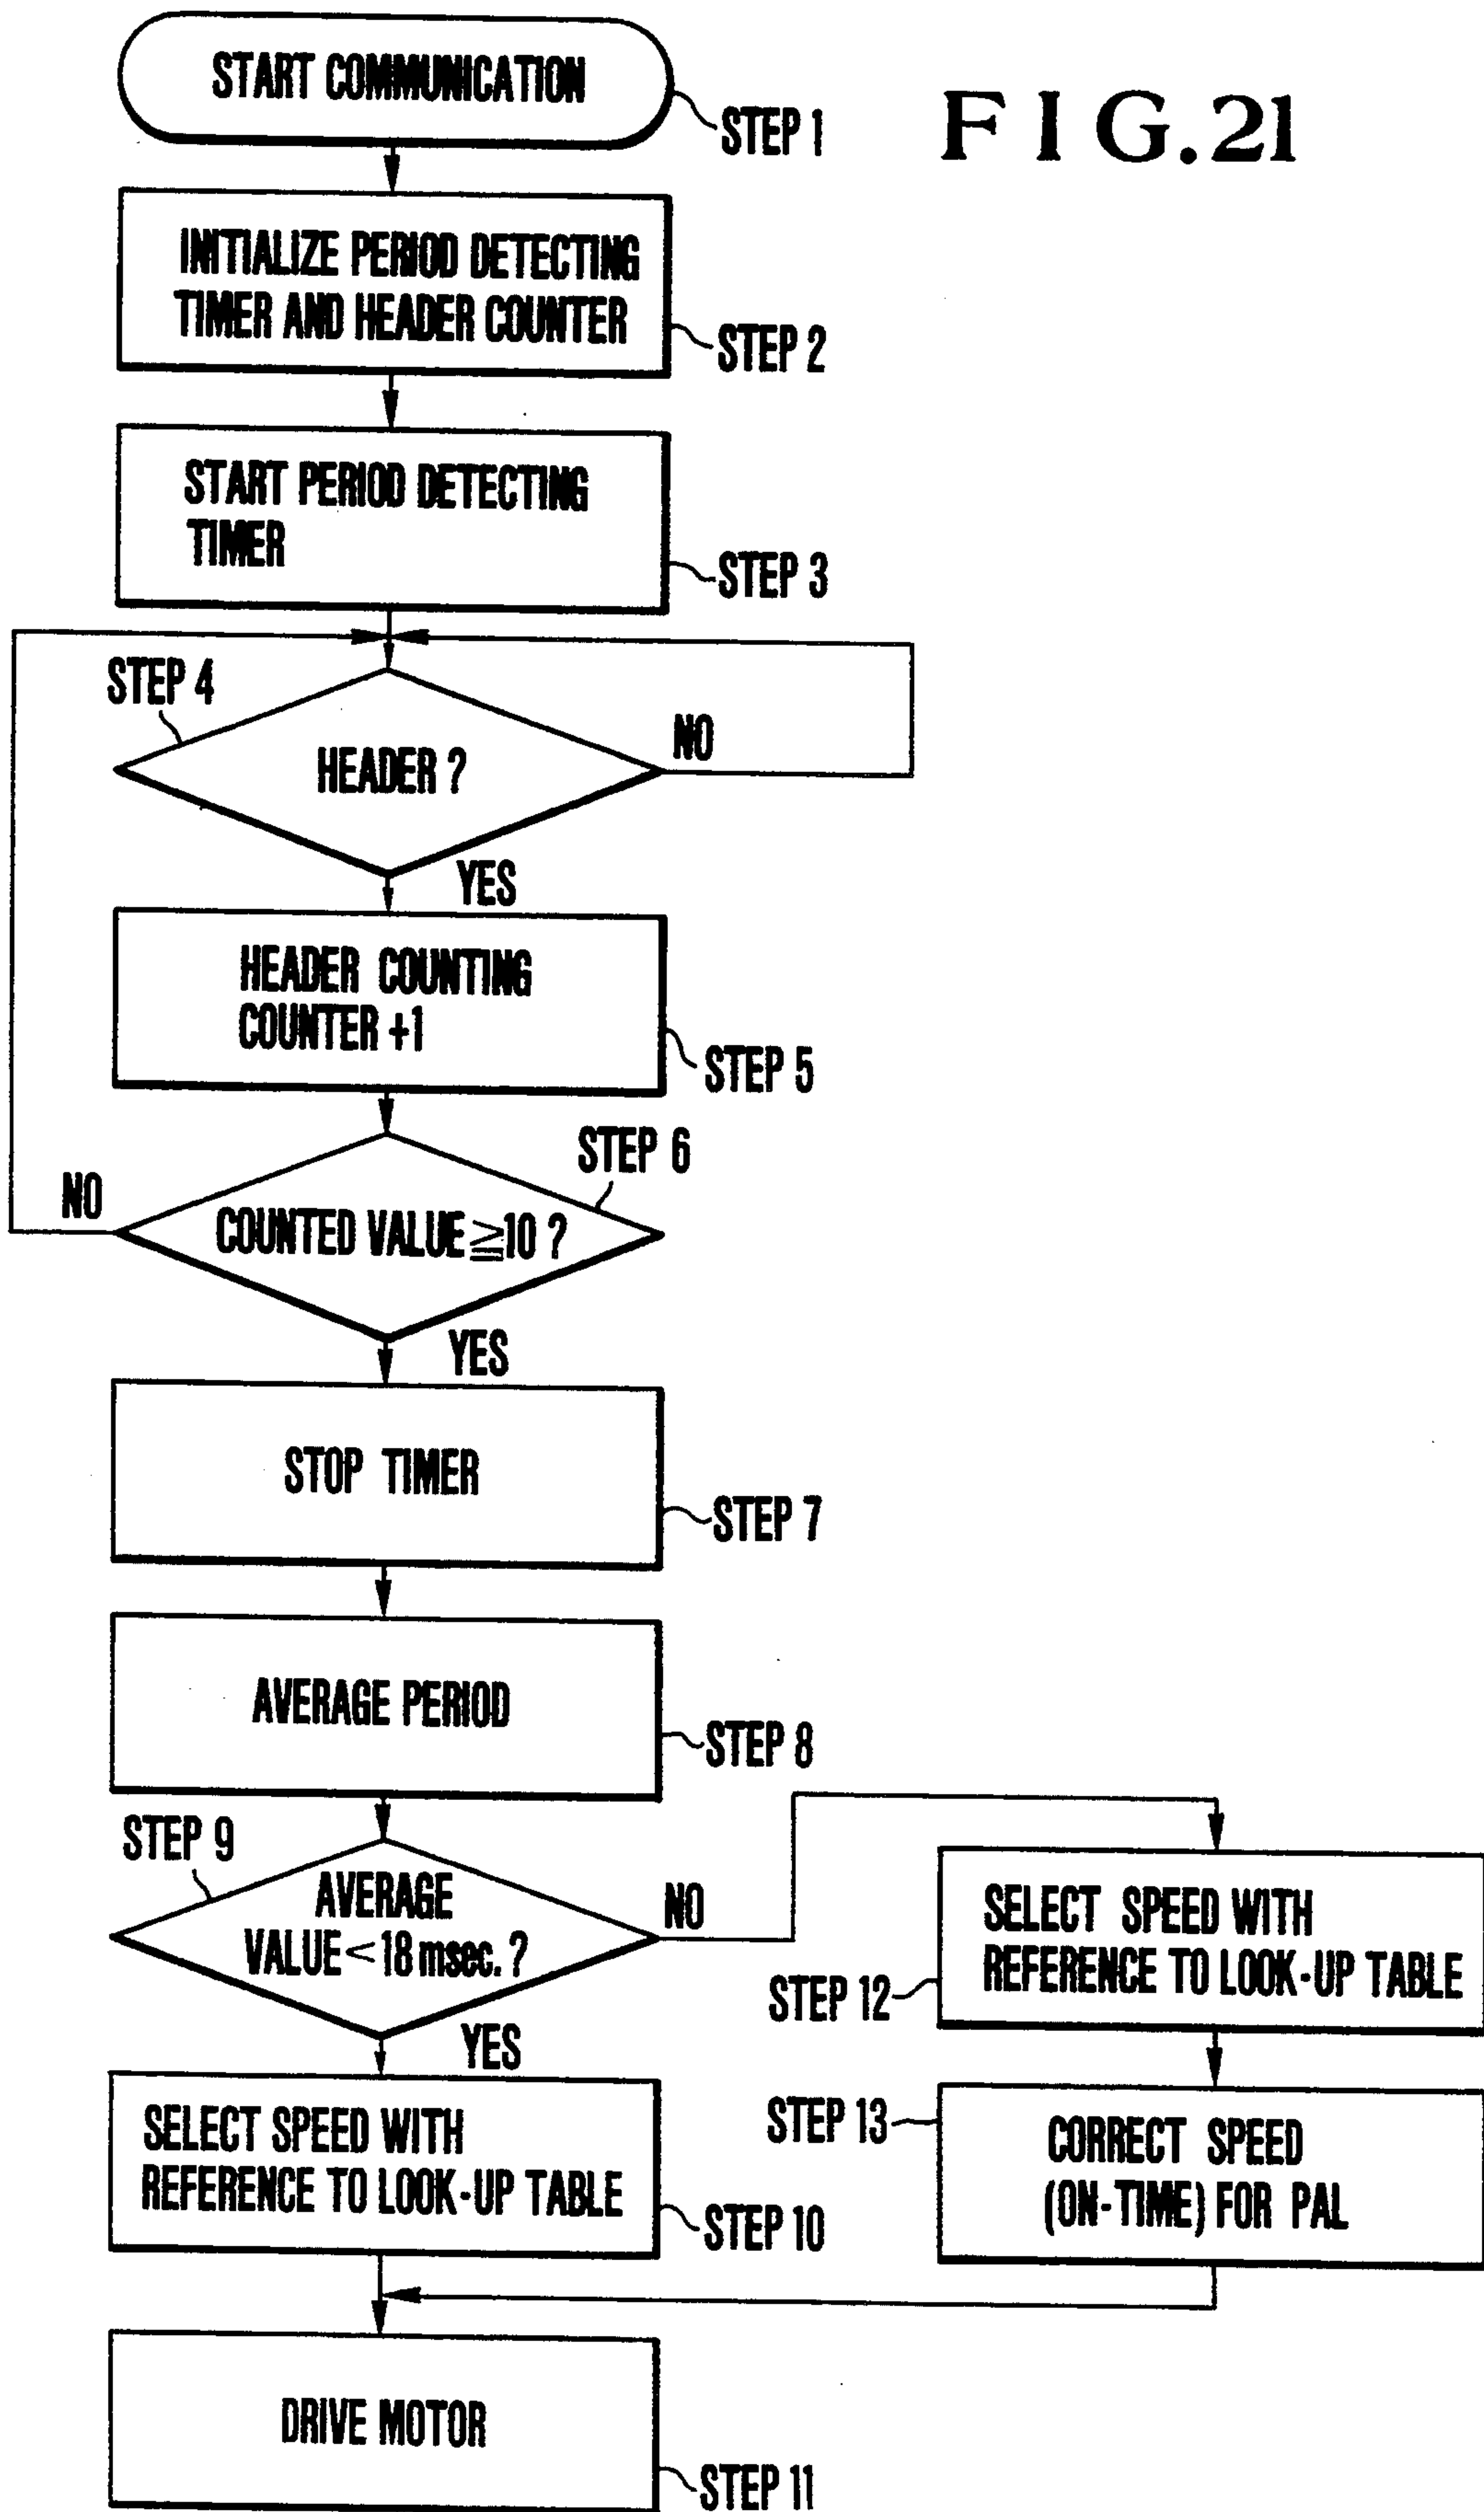 START COMMUNICATION
STEP 1
F I G.21
INITIALIZE PERIOD DETECTING
TIMER AND HEADER COUNTER
STEP 2
START PERIOD DETECTING
TIMER
STEP 3
STEP 4
HEADER ?
NO
YES
HEADER COUNTING
COUNTER +1
STEP 5
STEP 6
NO
COUNTED VALUE ≧10 ?
YES
STOP TIMER
STEP 7
AVERAGE PERIOD
STEP 8
STEP 9
AVERAGE
VALUE < 18 msec. ?
NO
YES
SELECT SPEED WITH
REFERENCE TO LOOK-UP TABLE
STEP 12
SELECT SPEED WITH
REFERENCE TO LOOK-UP TABLE
STEP 10
STEP 13
CORRECT SPEED
(ON-TIME) FOR PAL
DRIVE MOTOR
STEP 11